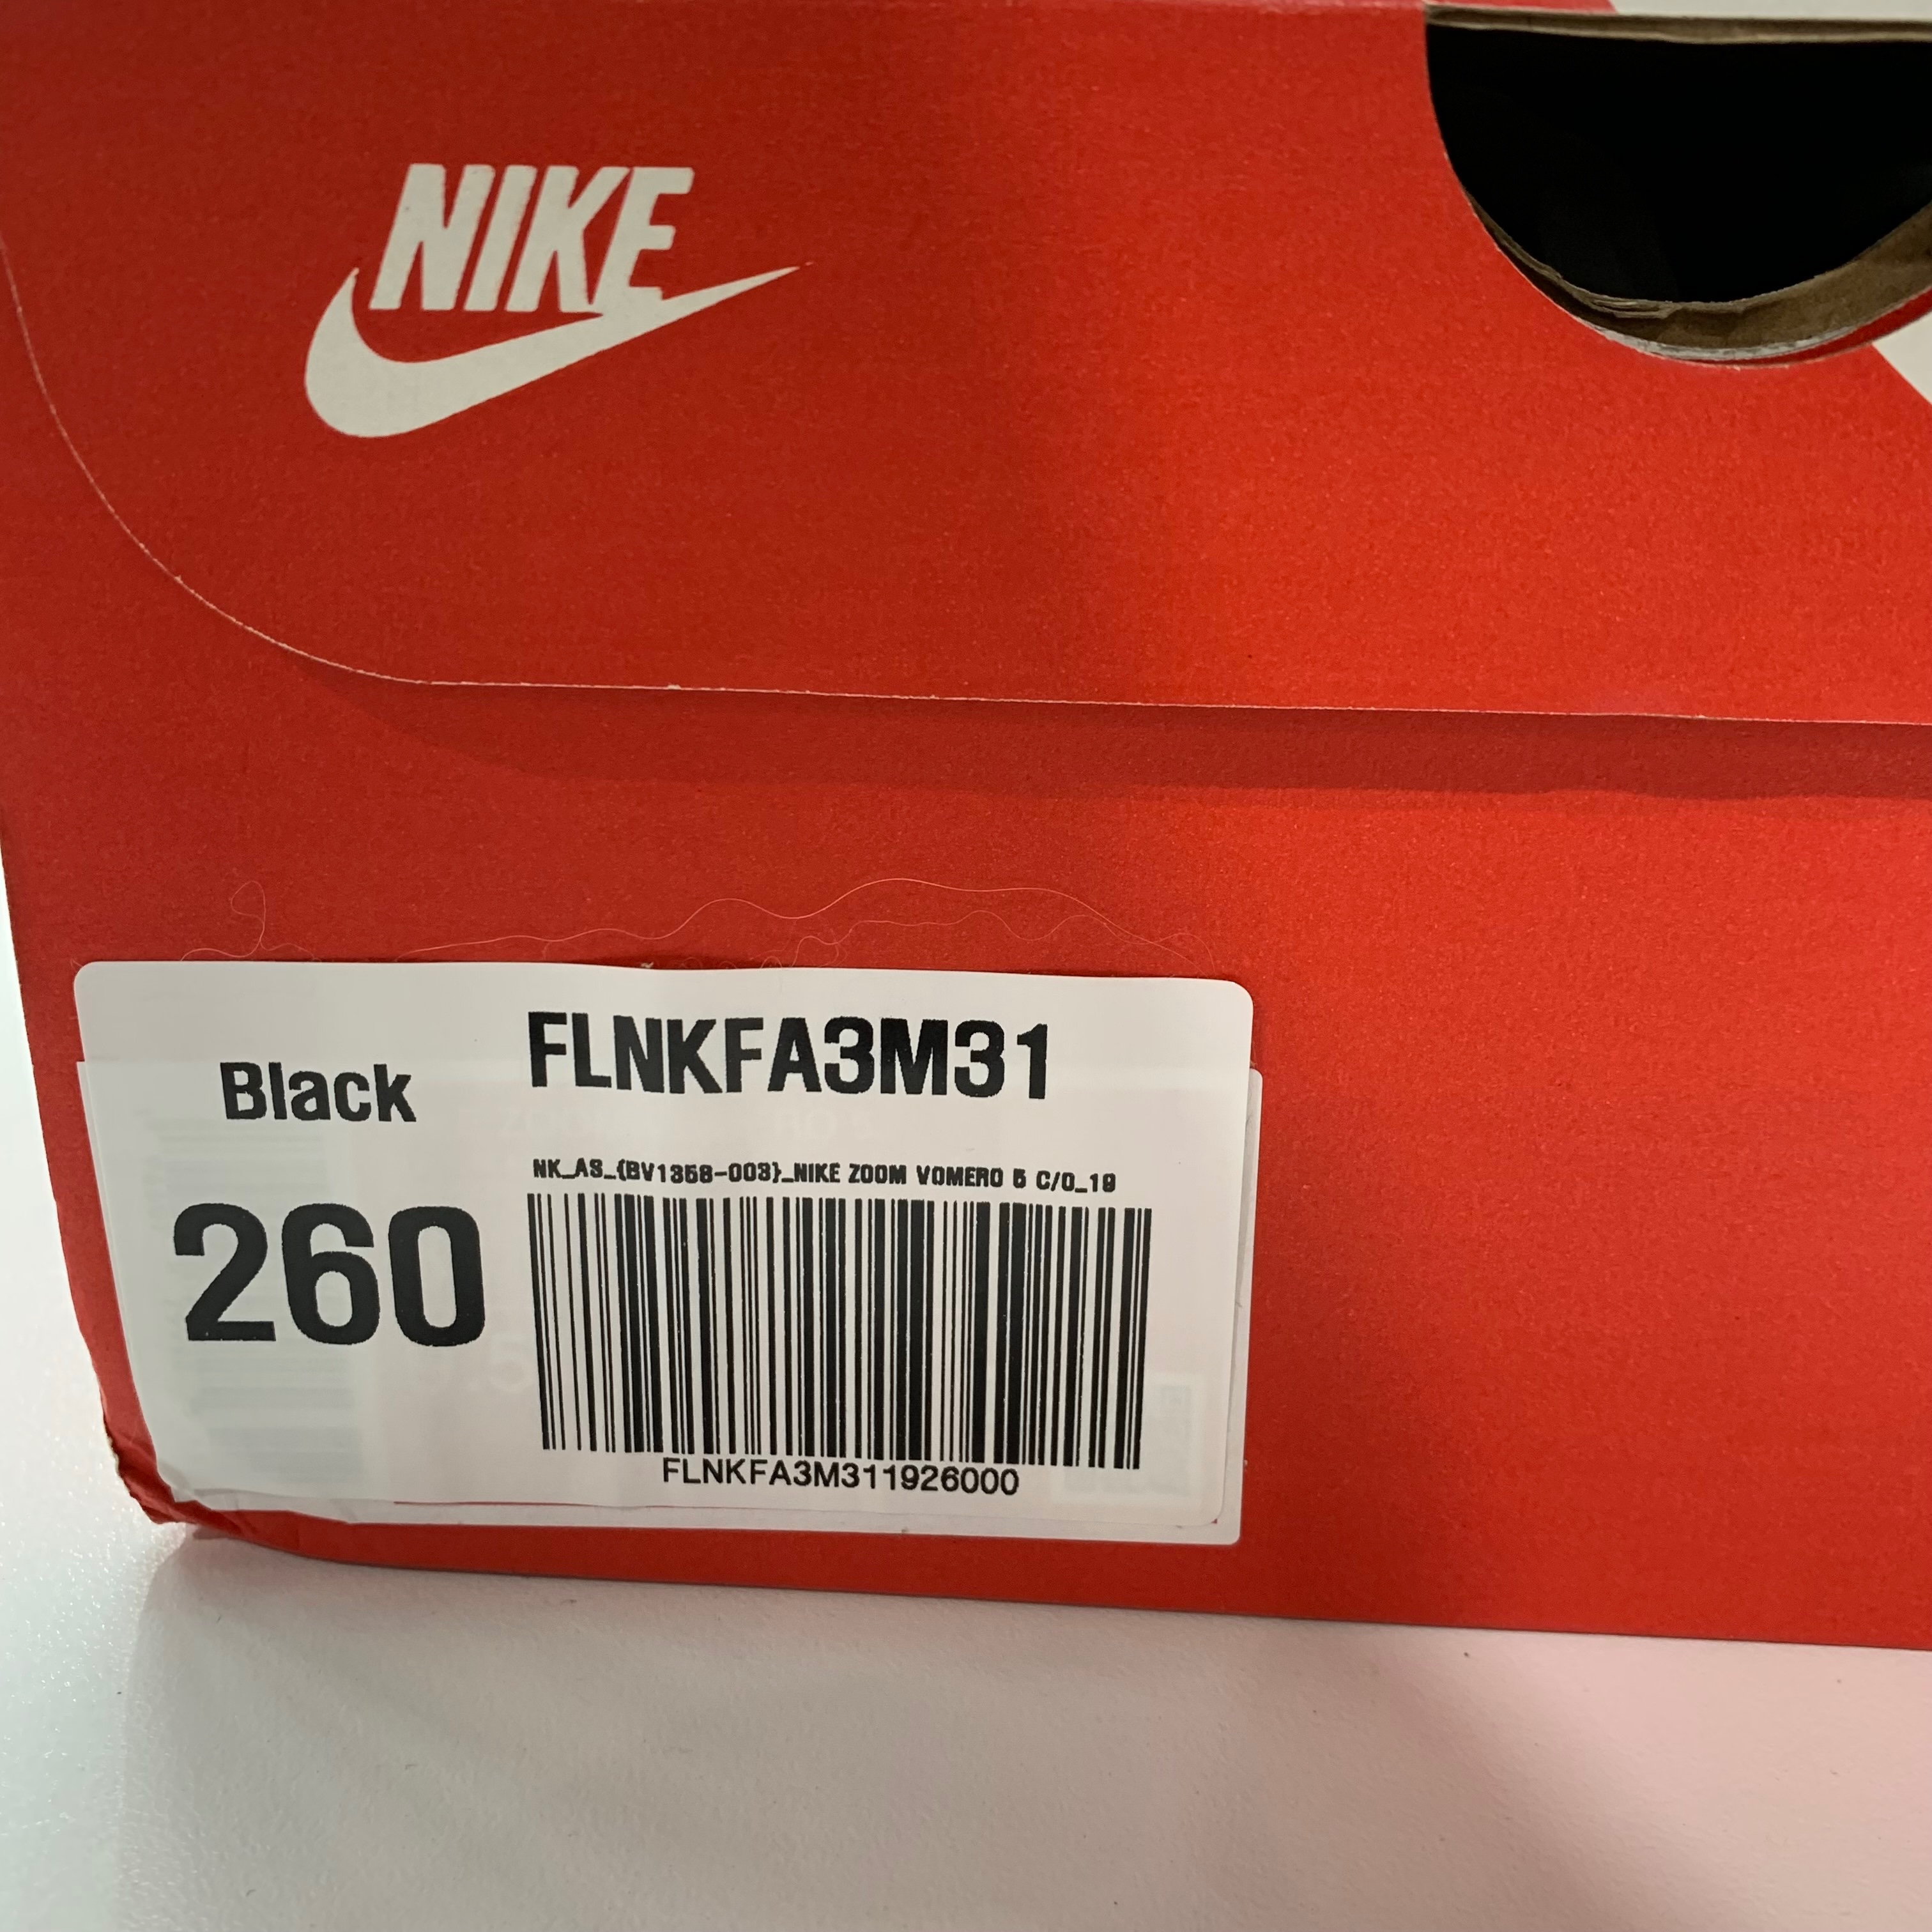 NIKE
Black
FLNKFA3M31
NK_AS_{BV1358-003}_NIKE ZOOM VOMERO 5 C/O_19
260
FLNKFA3M311926000